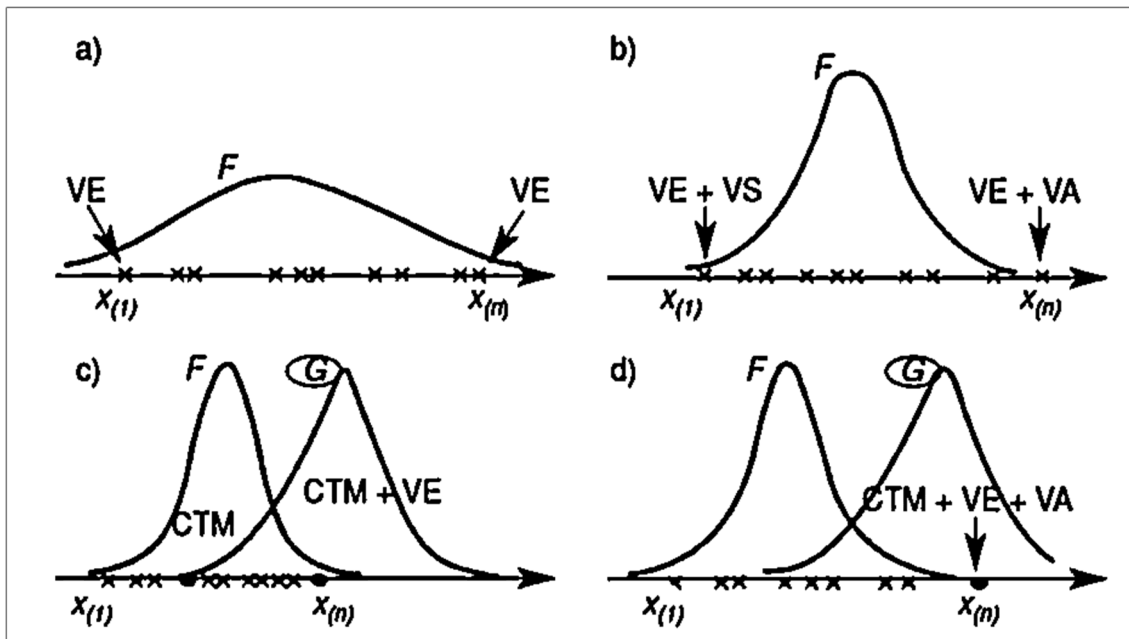 a)
F
VE
VE
x(1)
x(n)
b)
F
VE + VS
VE + VA
x(1)
x(n)
c)
F
G
CTM
CTM + VE
x(1)
x(n)
d)
F
G
CTM + VE + VA
x(1)
x(n)